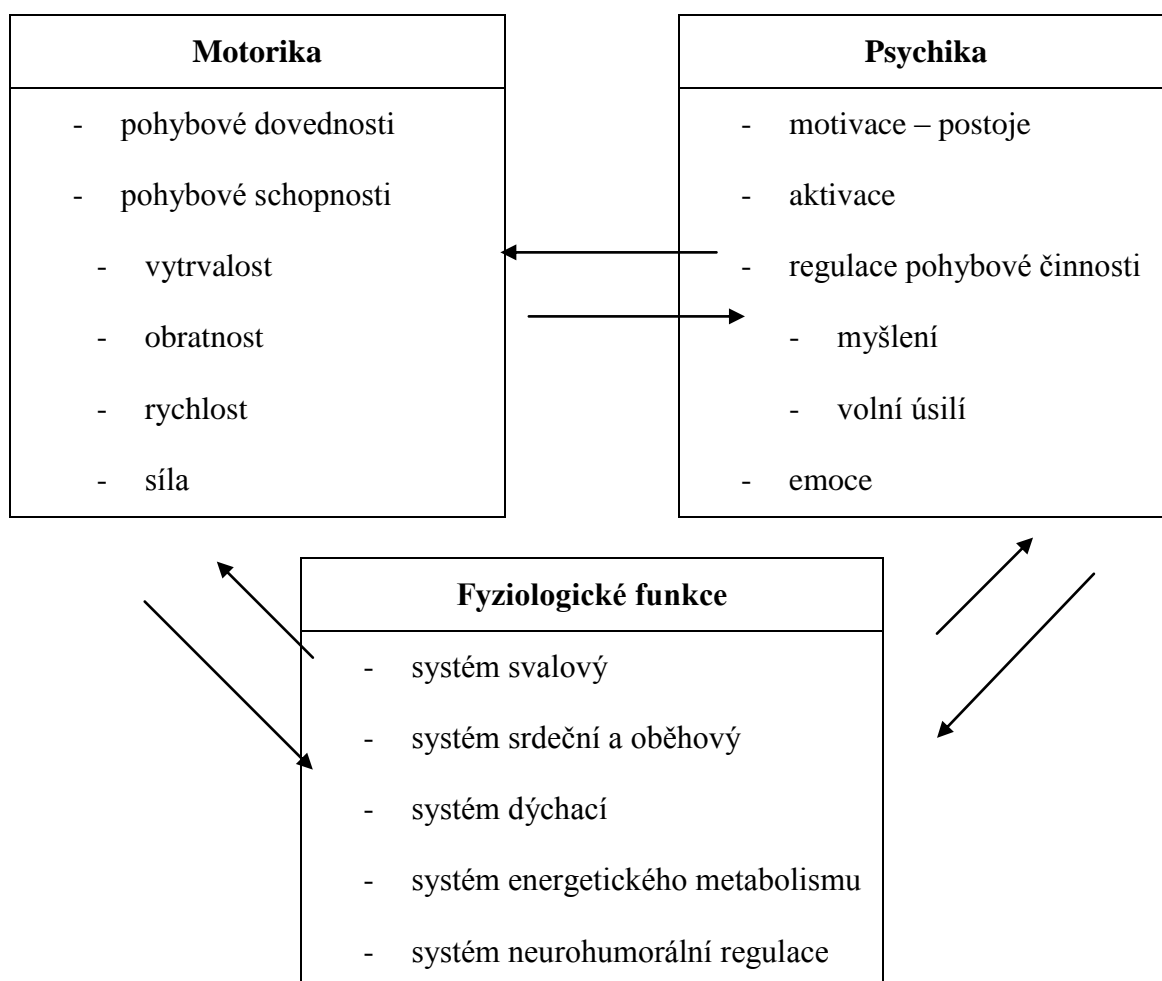 Motorika
- pohybové dovednosti
- pohybové schopnosti
- vytrvalost
- obratnost
- rychlost
- síla
Psychika
- motivace – postoje
- aktivace
- regulace pohybové činnosti
- myšlení
- volní úsilí
- emoce
Fyziologické funkce
- systém svalový
- systém srdeční a oběhový
- systém dýchací
- systém energetického metabolismu
- systém neurohumorální regulace